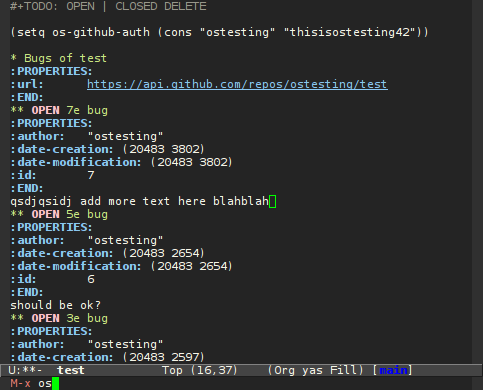 #+TODO: OPEN | CLOSED DELETE
(setq os-github-auth (cons "ostesting" "thisisostesting42"))
* Bugs of test
:PROPERTIES:
:url: https://api.github.com/repos/ostesting/test
:END:
** OPEN 7e bug
:PROPERTIES:
:author: "ostesting"
:date-creation: (20483 3802)
:date-modification: (20483 3802)
:id: 7
:END:
qsdjqsidj add more text here blahblah
** OPEN 5e bug
:PROPERTIES:
:author: "ostesting"
:date-creation: (20483 2654)
:date-modification: (20483 2654)
:id: 6
:END:
should be ok?
** OPEN 3e bug
:PROPERTIES:
:author: "ostesting"
:date-creation: (20483 2597)
U:**- test Top (16,37) (Org yas Fill) [main]
M-x os